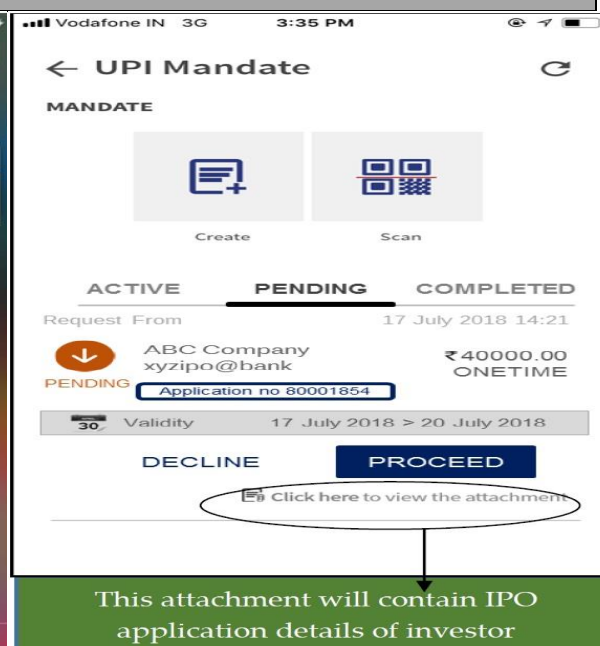 Vodafone IN 3G 3:35 PM
← UPI Mandate
MANDATE
Create Scan
ACTIVE PENDING COMPLETED
Request From 17 July 2018 14:21
ABC Company ₹40000.00
xyzipo@bank ONETIME
PENDING
Application no 80001854
30 Validity 17 July 2018 > 20 July 2018
DECLINE PROCEED
Click here to view the attachment
This attachment will contain IPO
application details of investor